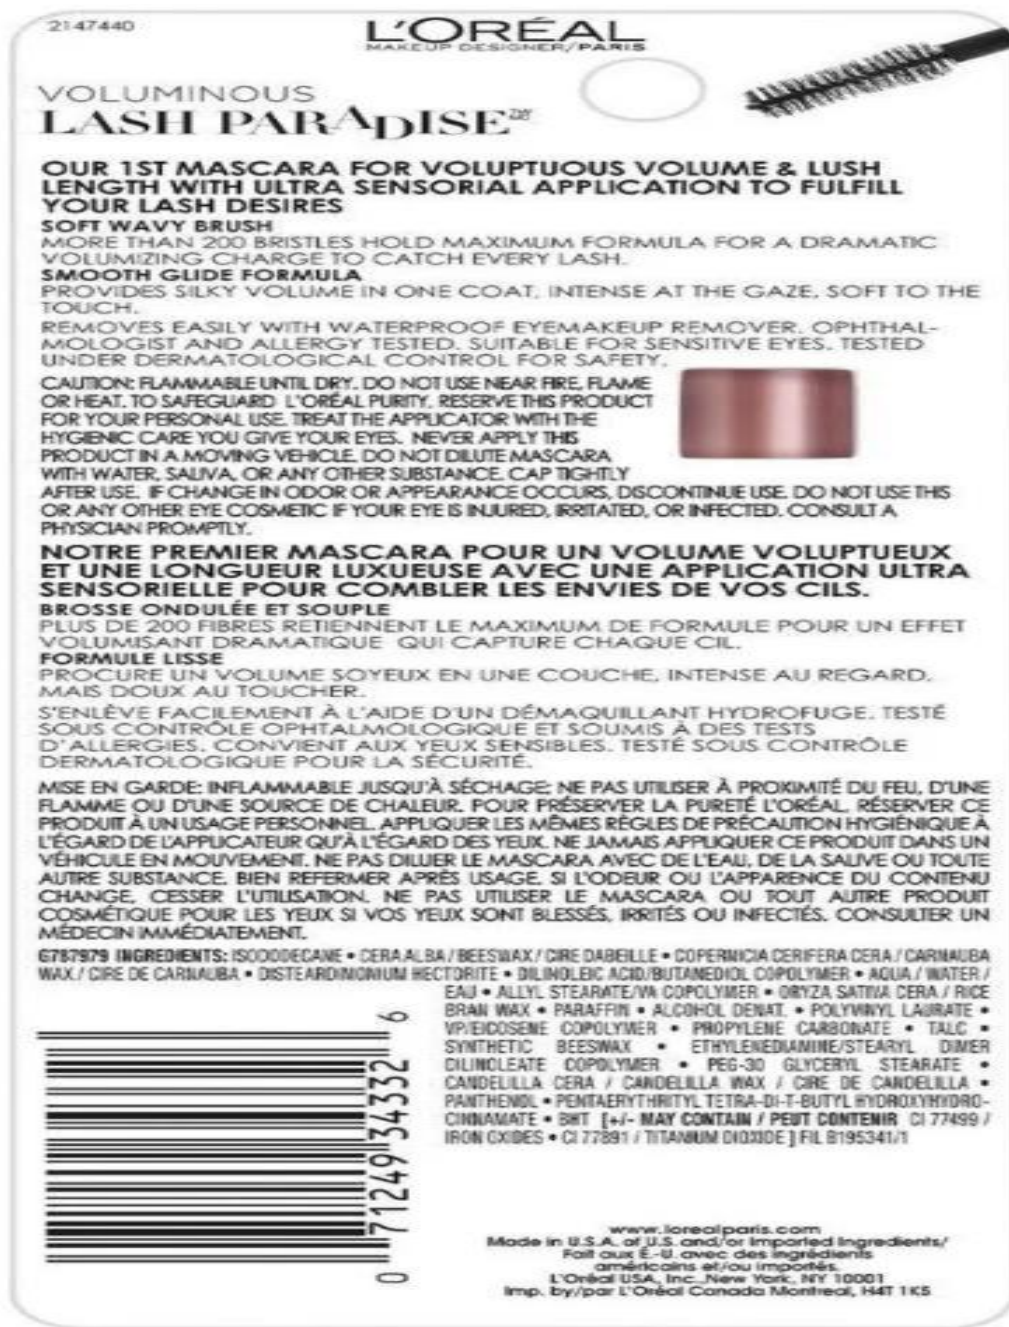 2147440
L'ORÉAL
MAKEUP DESIGNER/PARIS
VOLUMINOUS
LASH PARADISE™
OUR 1ST MASCARA FOR VOLUPTUOUS VOLUME & LUSH
LENGTH WITH ULTRA SENSORIAL APPLICATION TO FULFILL
YOUR LASH DESIRES
SOFT WAVY BRUSH
MORE THAN 200 BRISTLES HOLD MAXIMUM FORMULA FOR A DRAMATIC
VOLUMIZING CHARGE TO CATCH EVERY LASH.
SMOOTH GLIDE FORMULA
PROVIDES SILKY VOLUME IN ONE COAT, INTENSE AT THE GAZE, SOFT TO THE
TOUCH.
REMOVES EASILY WITH WATERPROOF EYEMAKEUP REMOVER. OPHTHAL-
MOLOGIST AND ALLERGY TESTED. SUITABLE FOR SENSITIVE EYES. TESTED
UNDER DERMATOLOGICAL CONTROL FOR SAFETY.
CAUTION: FLAMMABLE UNTIL DRY. DO NOT USE NEAR FIRE, FLAME
OR HEAT. TO SAFEGUARD L'ORÉAL PURITY, RESERVE THIS PRODUCT
FOR YOUR PERSONAL USE. TREAT THE APPLICATOR WITH THE
HYGIENIC CARE YOU GIVE YOUR EYES. NEVER APPLY THIS
PRODUCT IN A MOVING VEHICLE. DO NOT DILUTE MASCARA
WITH WATER, SALIVA, OR ANY OTHER SUBSTANCE. CAP TIGHTLY
AFTER USE. IF CHANGE IN ODOR OR APPEARANCE OCCURS, DISCONTINUE USE. DO NOT USE THIS
OR ANY OTHER EYE COSMETIC IF YOUR EYE IS INJURED, IRRITATED, OR INFECTED. CONSULT A
PHYSICIAN PROMPTLY.
NOTRE PREMIER MASCARA POUR UN VOLUME VOLUPTUEUX
ET UNE LONGUEUR LUXUEUSE AVEC UNE APPLICATION ULTRA
SENSORIELLE POUR COMBLER LES ENVIES DE VOS CILS.
BROSSE ONDULÉE ET SOUPLE
PLUS DE 200 FIBRES RETIENNENT LE MAXIMUM DE FORMULE POUR UN EFFET
VOLUMISANT DRAMATIQUE QUI CAPTURE CHAQUE CIL.
FORMULE LISSE
PROCURE UN VOLUME SOYEUX EN UNE COUCHE, INTENSE AU REGARD,
MAIS DOUX AU TOUCHER.
S'ENLÈVE FACILEMENT À L'AIDE D'UN DÉMAQUILLANT HYDROFUGE. TESTÉ
SOUS CONTRÔLE OPHTALMOLOGIQUE ET SOUMIS À DES TESTS
D'ALLERGIES. CONVIENT AUX YEUX SENSIBLES. TESTÉ SOUS CONTRÔLE
DERMATOLOGIQUE POUR LA SÉCURITÉ.
MISE EN GARDE: INFLAMMABLE JUSQU'À SÉCHAGE; NE PAS UTILISER À PROXIMITÉ DU FEU, D'UNE
FLAMME OU D'UNE SOURCE DE CHALEUR. POUR PRÉSERVER LA PURETÉ L'ORÉAL, RÉSERVER CE
PRODUIT À UN USAGE PERSONNEL. APPLIQUER LES MÊMES RÈGLES DE PRÉCAUTION HYGIÉNIQUE À
L'ÉGARD DE L'APPLICATEUR QU'À L'ÉGARD DES YEUX. NE JAMAIS APPLIQUER CE PRODUIT DANS UN
VÉHICULE EN MOUVEMENT. NE PAS DILUER LE MASCARA AVEC DE L'EAU, DE LA SALIVE OU TOUTE
AUTRE SUBSTANCE. BIEN REFERMER APRÈS USAGE. SI L'ODEUR OU L'APPARENCE DU CONTENU
CHANGE, CESSER L'UTILISATION. NE PAS UTILISER LE MASCARA OU TOUT AUTRE PRODUIT
COSMÉTIQUE POUR LES YEUX SI VOS YEUX SONT BLESSÉS, IRRITÉS OU INFECTÉS. CONSULTER UN
MÉDECIN IMMÉDIATEMENT.
G787979 INGREDIENTS: ISODODECANE • CERA ALBA / BEESWAX / CIRE DABEILLE • COPERNICIA CERIFERA CERA / CARNAUBA
WAX / CIRE DE CARNAUBA • DISTEARDIMONIUM HECTORITE • DILINOLEIC ACID/BUTANEDIOL COPOLYMER • AQUA / WATER /
EAU • ALLYL STEARATE/VA COPOLYMER • ORYZA SATIVA CERA / RICE
BRAN WAX • PARAFFIN • ALCOHOL DENAT. • POLYVINYL LAURATE •
VP/EICOSENE COPOLYMER • PROPYLENE CARBONATE • TALC •
SYNTHETIC BEESWAX • ETHYLENEDIAMINE/STEARYL DIMER
DILINOLEATE COPOLYMER • PEG-30 GLYCERYL STEARATE •
CANDELILLA CERA / CANDELILLA WAX / CIRE DE CANDELILLA •
PANTHENOL • PENTAERYTHRITYL TETRA-DI-T-BUTYL HYDROXYHYDRO-
CINNAMATE • BHT [+/- MAY CONTAIN / PEUT CONTENIR CI 77499 /
IRON OXIDES • CI 77891 / TITANIUM DIOXIDE ] FIL B195341/1
0 71249 34332 6
www.lorealparis.com
Made in U.S.A. of U.S. and/or Imported Ingredients/
Fait aux É.-U. avec des ingrédients
américains et/ou importés.
L'Oréal USA, Inc., New York, NY 10001
Imp. by/par L'Oréal Canada Montreal, H4T 1K5